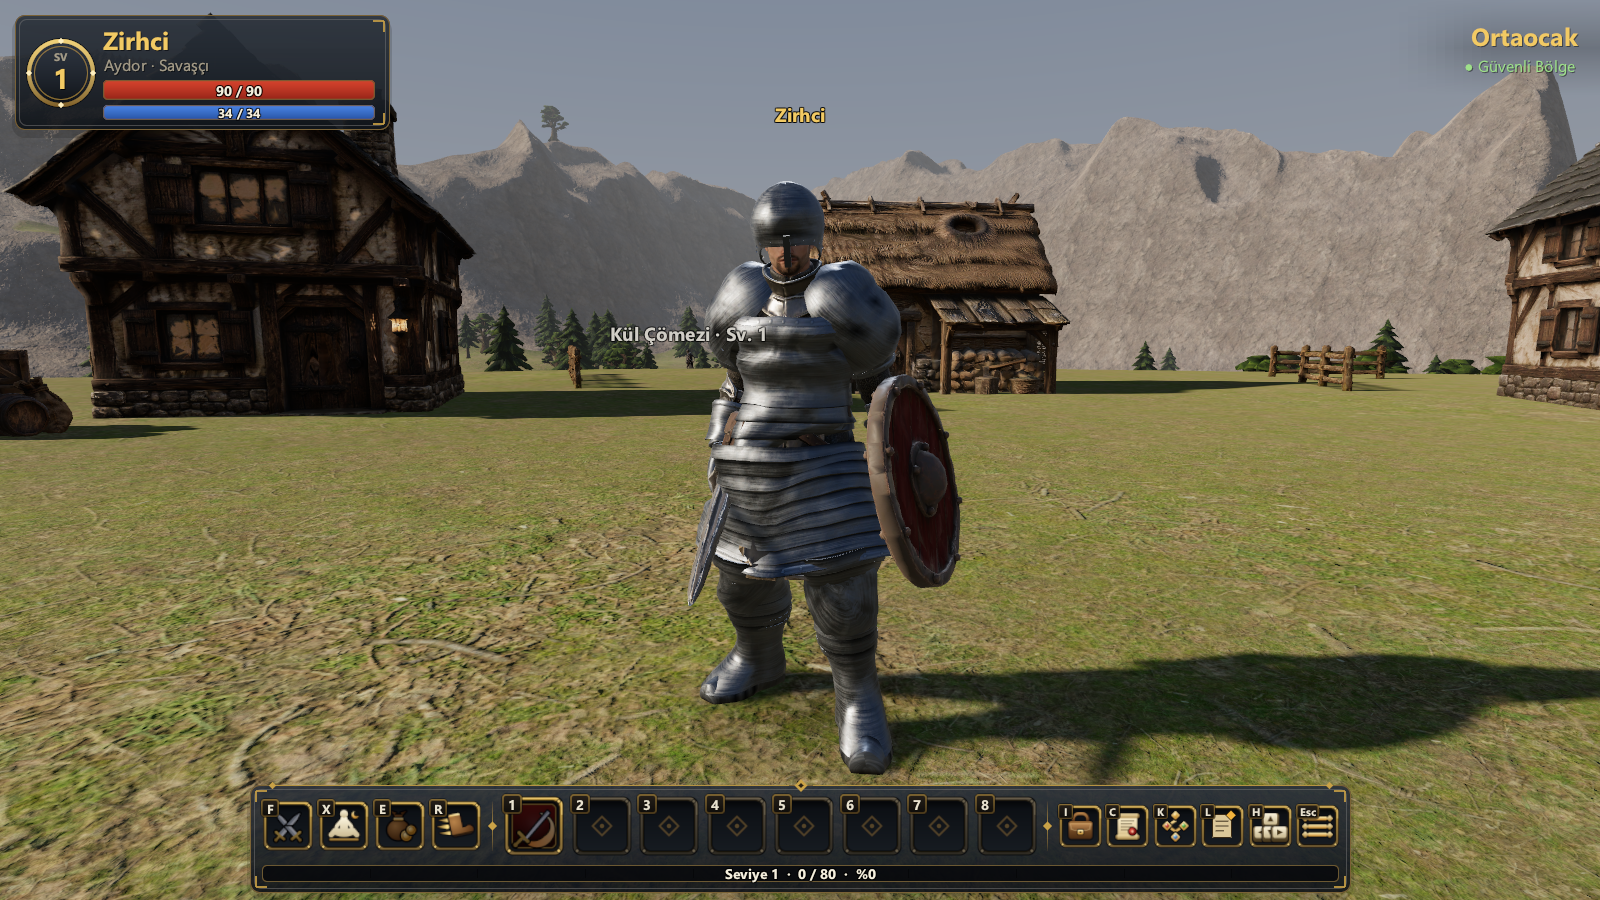 SV
1
Zirhci
Aydor · Savaşçı
90 / 90
34 / 34
Ortaocak
Güvenli Bölge
Zirhci
Kül Çömezi · Sv. 1
F X E R 1 2 3 4 5 6 7 8 I C K L H Esc
Seviye 1 · 0 / 80 · %0